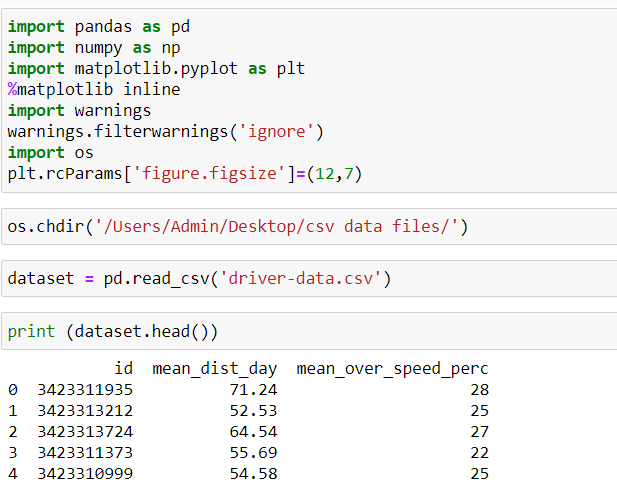 import pandas as pd
import numpy as np
import matplotlib.pyplot as plt
%matplotlib inline
import warnings
warnings.filterwarnings('ignore')
import os
plt.rcParams['figure.figsize']=(12,7)
os.chdir('/Users/Admin/Desktop/csv data files/')
dataset = pd.read_csv('driver-data.csv')
print (dataset.head())
id mean_dist_day mean_over_speed_perc
0 3423311935 71.24 28
1 3423313212 52.53 25
2 3423313724 64.54 27
3 3423311373 55.69 22
4 3423310999 54.58 25